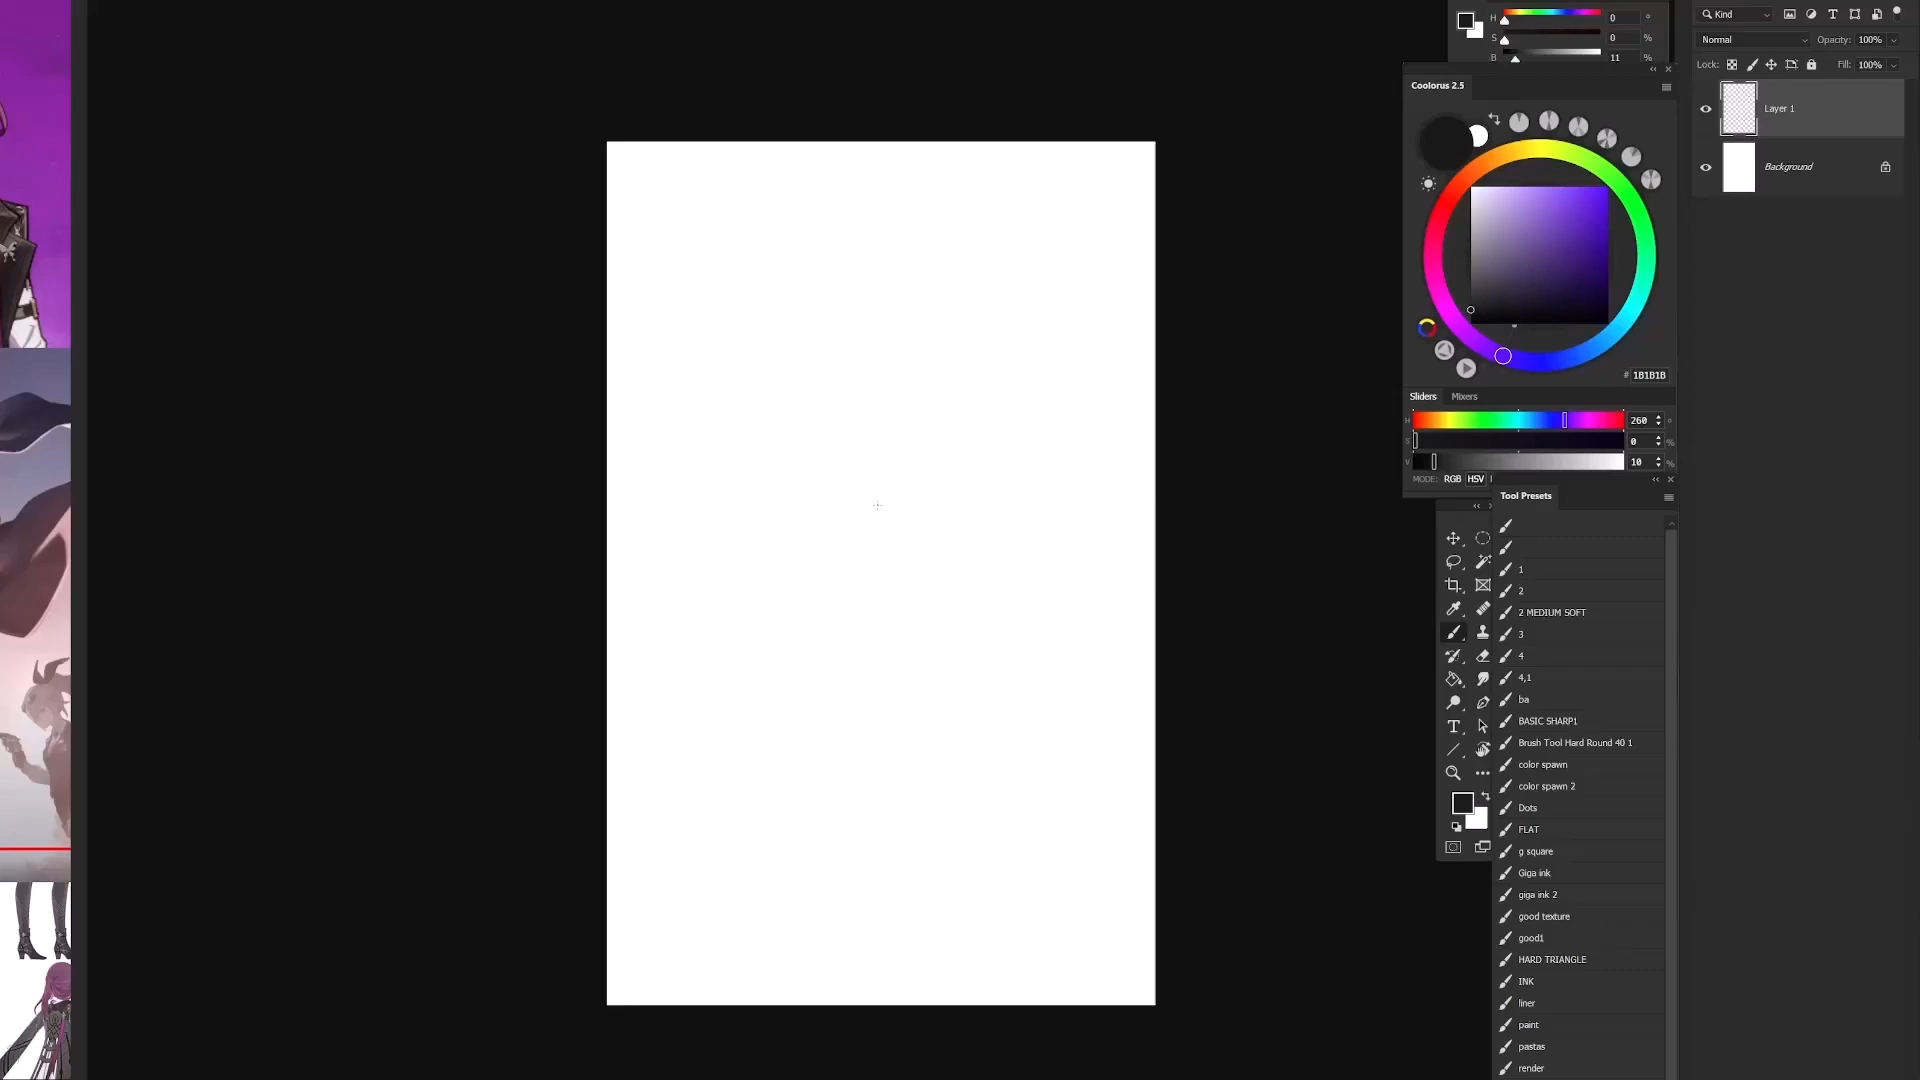 H 0 °
S 0 %
B 11 %
Kind
Normal Opacity: 100%
Lock: Fill: 100%
Layer 1
Background
Coolorus 2.5
# 1B1B1B
Sliders Mixers
H 260 °
S 0 %
V 10 %
MODE: RGB HSV
Tool Presets
1
2
2 MEDIUM SOFT
3
4
4,1
ba
BASIC SHARP1
Brush Tool Hard Round 40 1
color spawn
color spawn 2
Dots
FLAT
g square
Giga ink
giga ink 2
good texture
good1
HARD TRIANGLE
INK
liner
paint
pastas
render